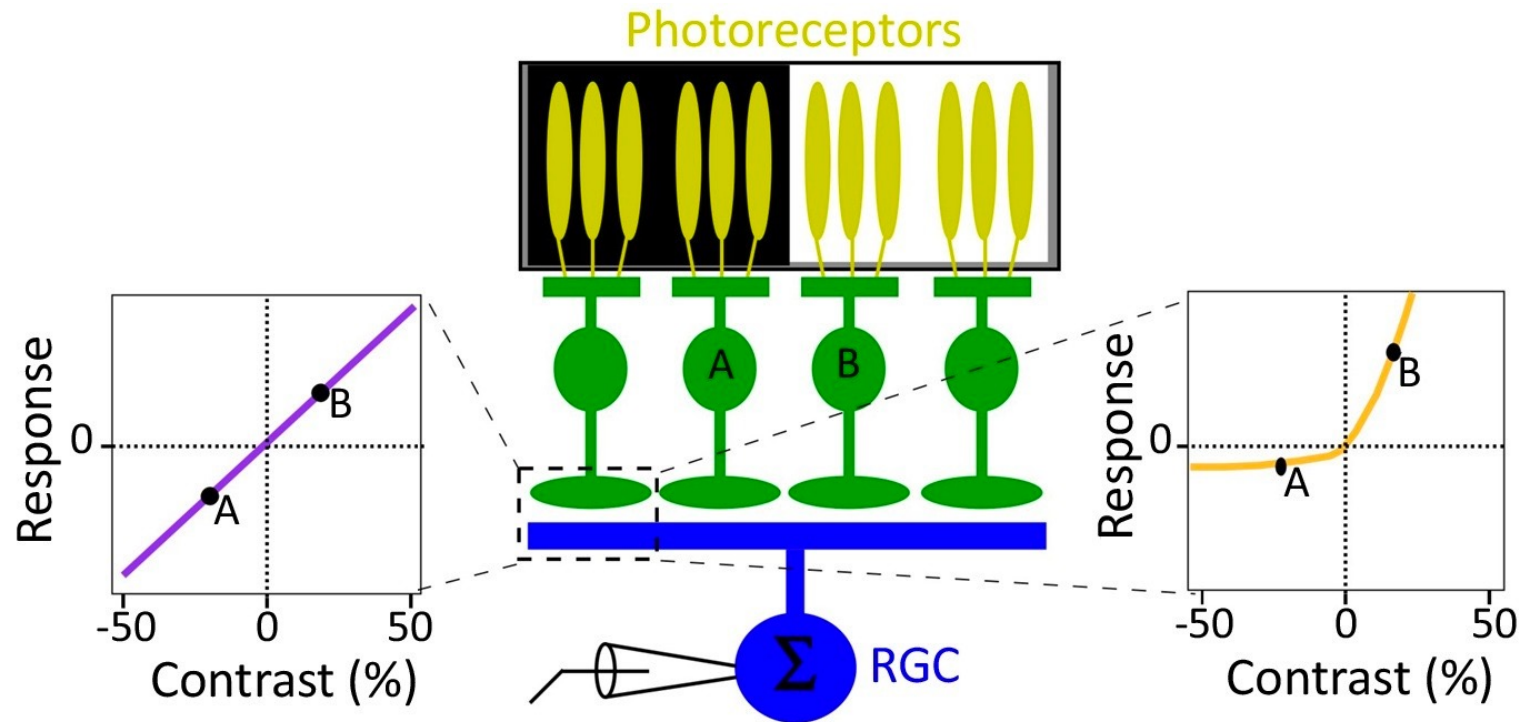 Photoreceptors
A
B
Response
0
B
A
-50
0
50
Contrast (%)
Response
0
B
A
-50
0
50
Contrast (%)
Σ
RGC